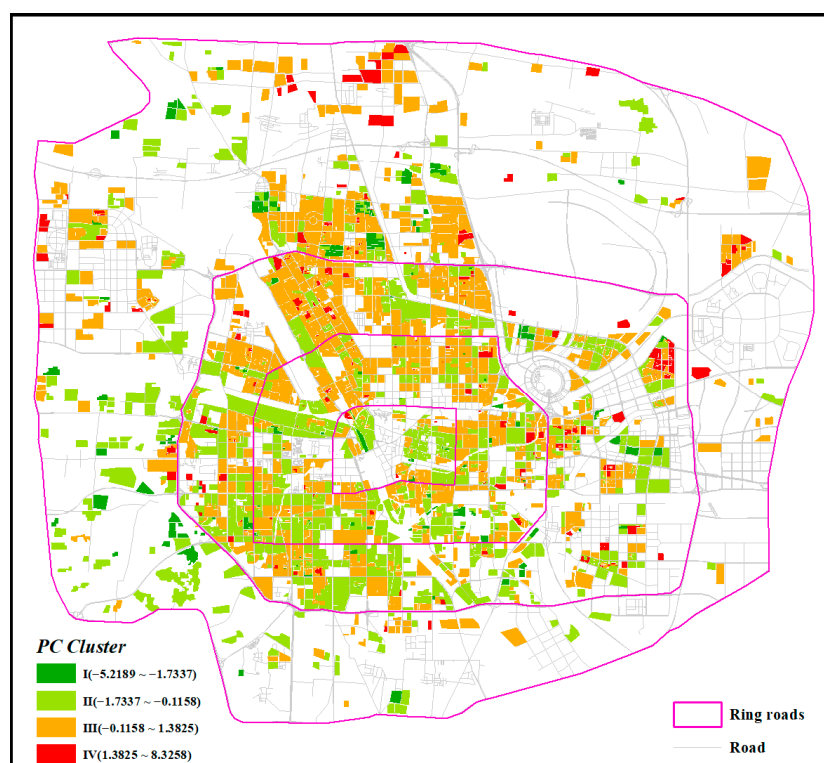 PC Cluster
I(−5.2189 ~ −1.7337)
II(−1.7337 ~ −0.1158)
III(−0.1158 ~ 1.3825)
IV(1.3825 ~ 8.3258)
Ring roads
Road